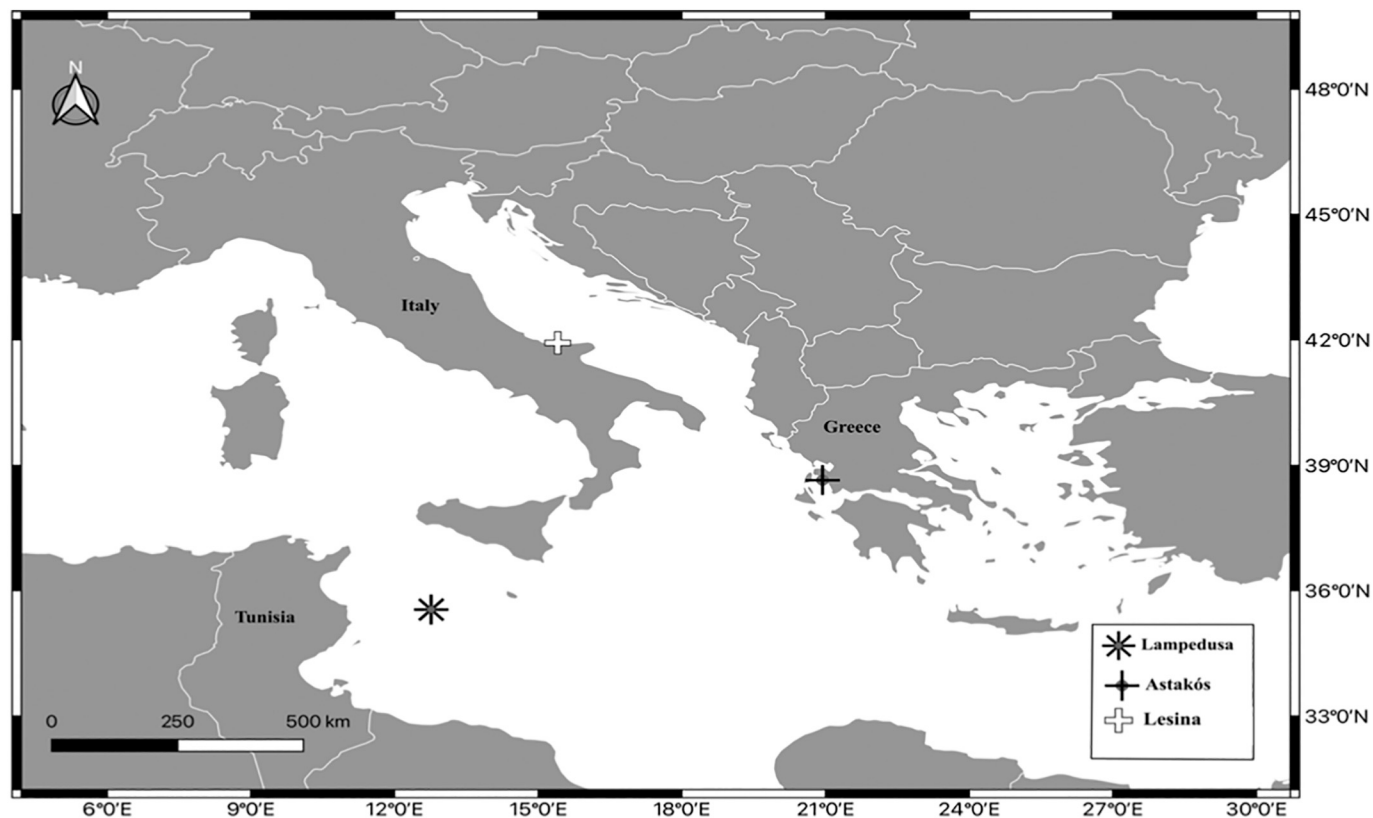 N
48°0′N
45°0′N
Italy
42°0′N
Greece
39°0′N
36°0′N
Tunisia
Lampedusa
Astakós
Lesina
33°0′N
0 250 500 km
6°0′E 9°0′E 12°0′E 15°0′E 18°0′E 21°0′E 24°0′E 27°0′E 30°0′E